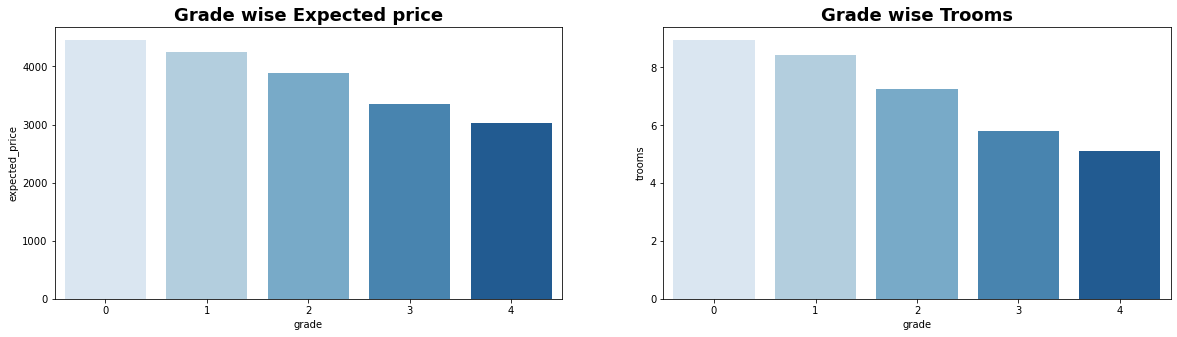 Grade wise Expected price
4000
3000
2000
1000
0
expected_price
0 1 2 3 4
grade
Grade wise Trooms
8
6
4
2
0
trooms
0 1 2 3 4
grade